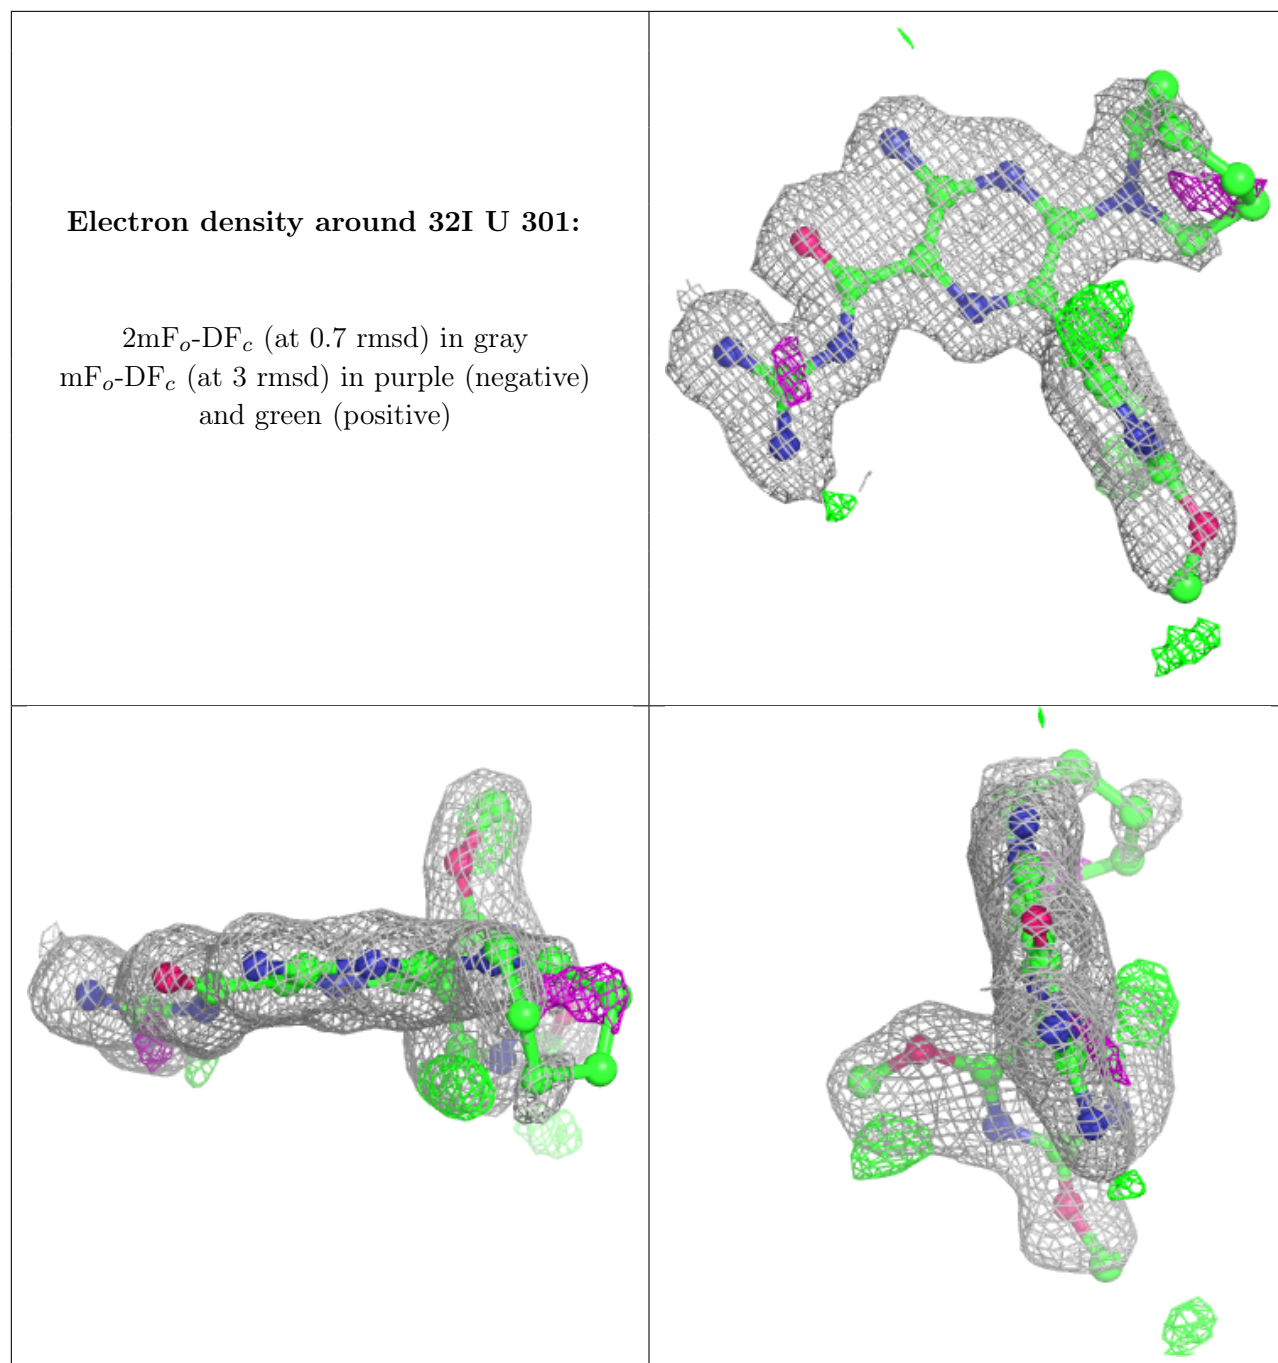 Electron density around 32I U 301:
2mFo-DFc (at 0.7 rmsd) in gray
mFo-DFc (at 3 rmsd) in purple (negative)
and green (positive)